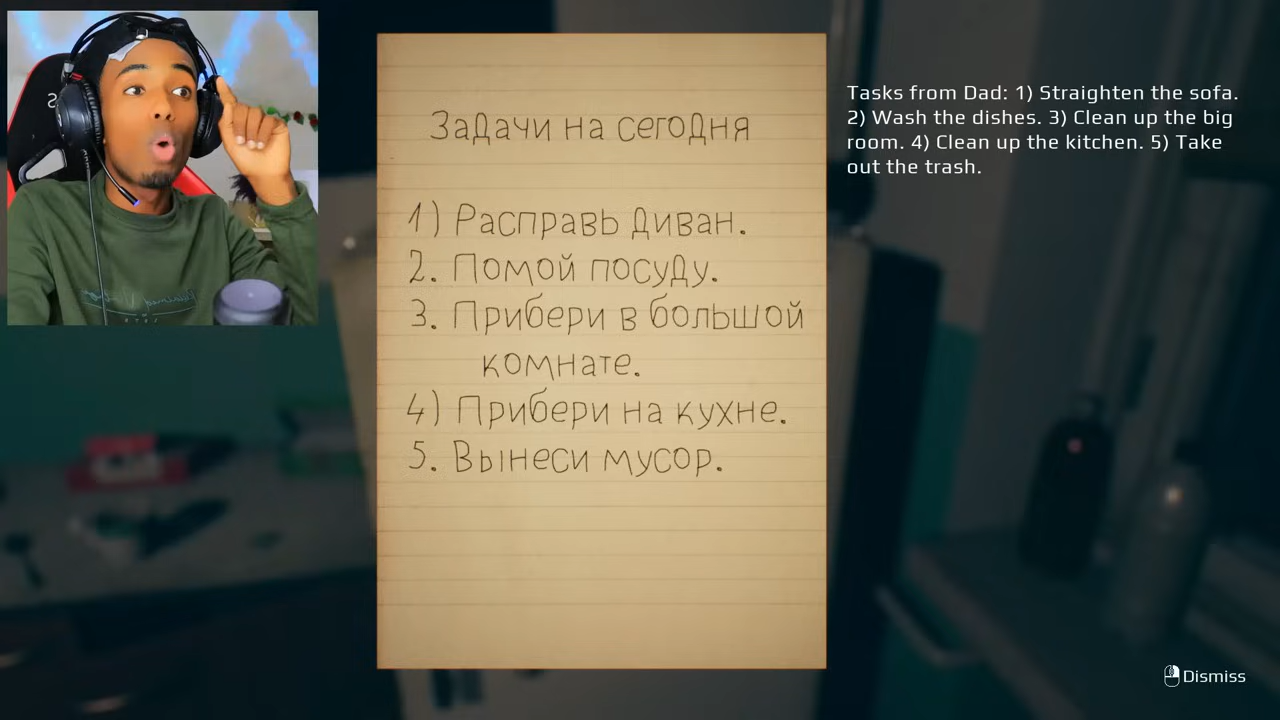 Задачи на сегодня
1) Расправь диван.
2. Помой посуду.
3. Прибери в большой
комнате.
4) Прибери на кухне.
5. Вынеси мусор.
Tasks from Dad: 1) Straighten the sofa.
2) Wash the dishes. 3) Clean up the big
room. 4) Clean up the kitchen. 5) Take
out the trash.
Dismiss